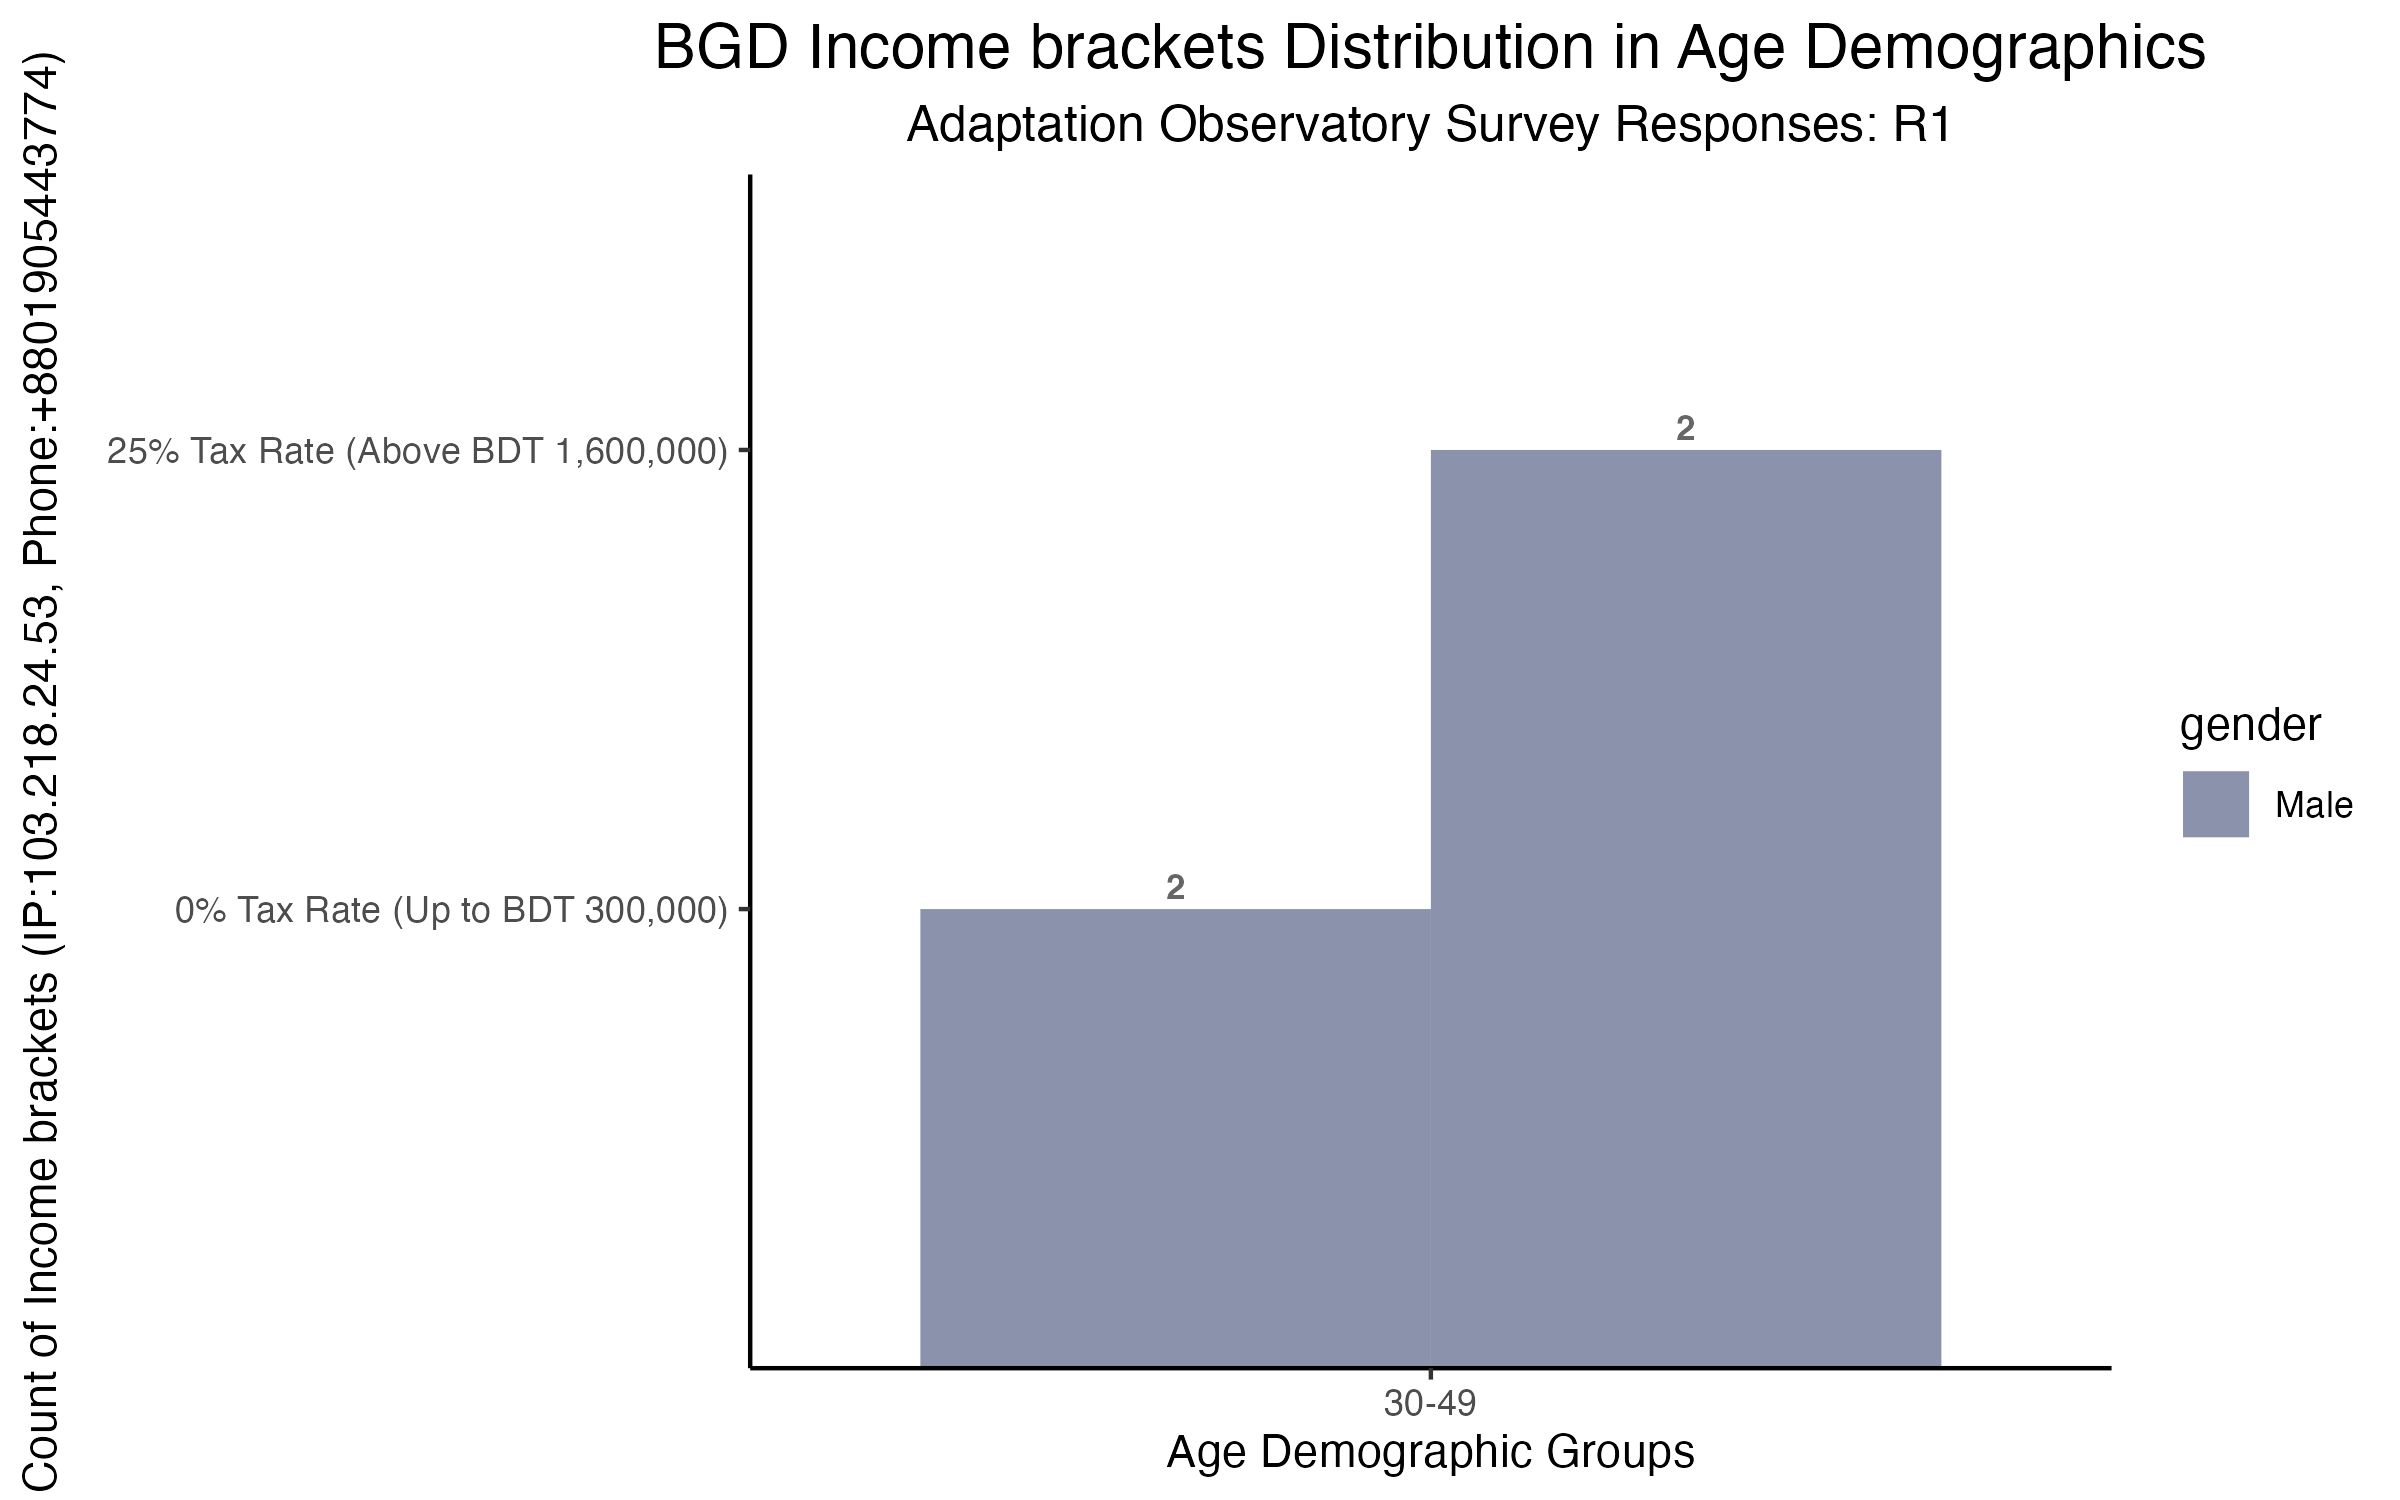 BGD Income brackets Distribution in Age Demographics
Adaptation Observatory Survey Responses: R1
Count of Income brackets (IP:103.218.24.53, Phone:+8801905443774)
25% Tax Rate (Above BDT 1,600,000)
0% Tax Rate (Up to BDT 300,000)
2
2
gender
Male
30-49
Age Demographic Groups